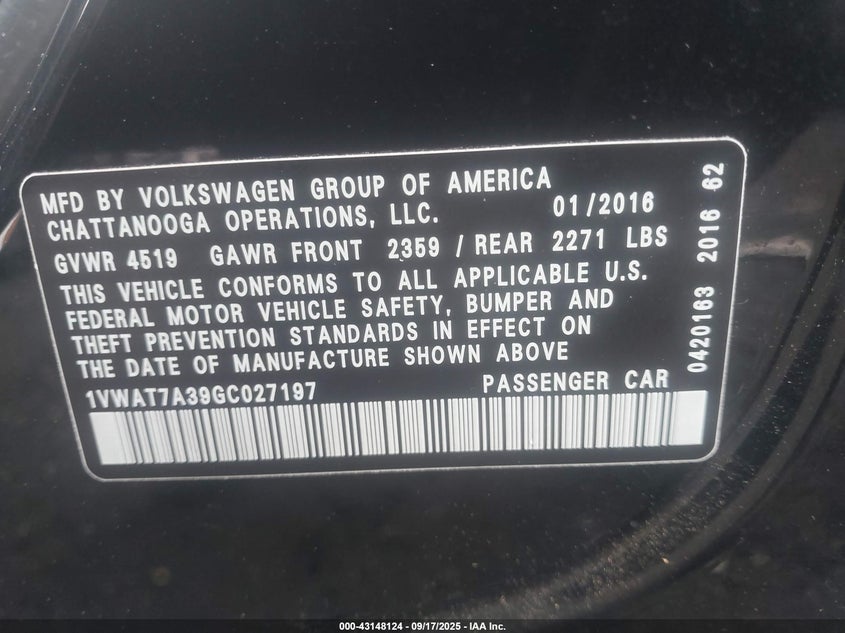 MFD BY VOLKSWAGEN GROUP OF AMERICA
CHATTANOOGA OPERATIONS, LLC. 01/2016
GVWR 4519 GAWR FRONT 2359 / REAR 2271 LBS
THIS VEHICLE CONFORMS TO ALL APPLICABLE U.S.
FEDERAL MOTOR VEHICLE SAFETY, BUMPER AND
THEFT PREVENTION STANDARDS IN EFFECT ON
THE DATE OF MANUFACTURE SHOWN ABOVE
1VWAT7A39GC027197 PASSENGER CAR
0420163 2016 62
000-43148124 - 09/17/2025 - IAA Inc.